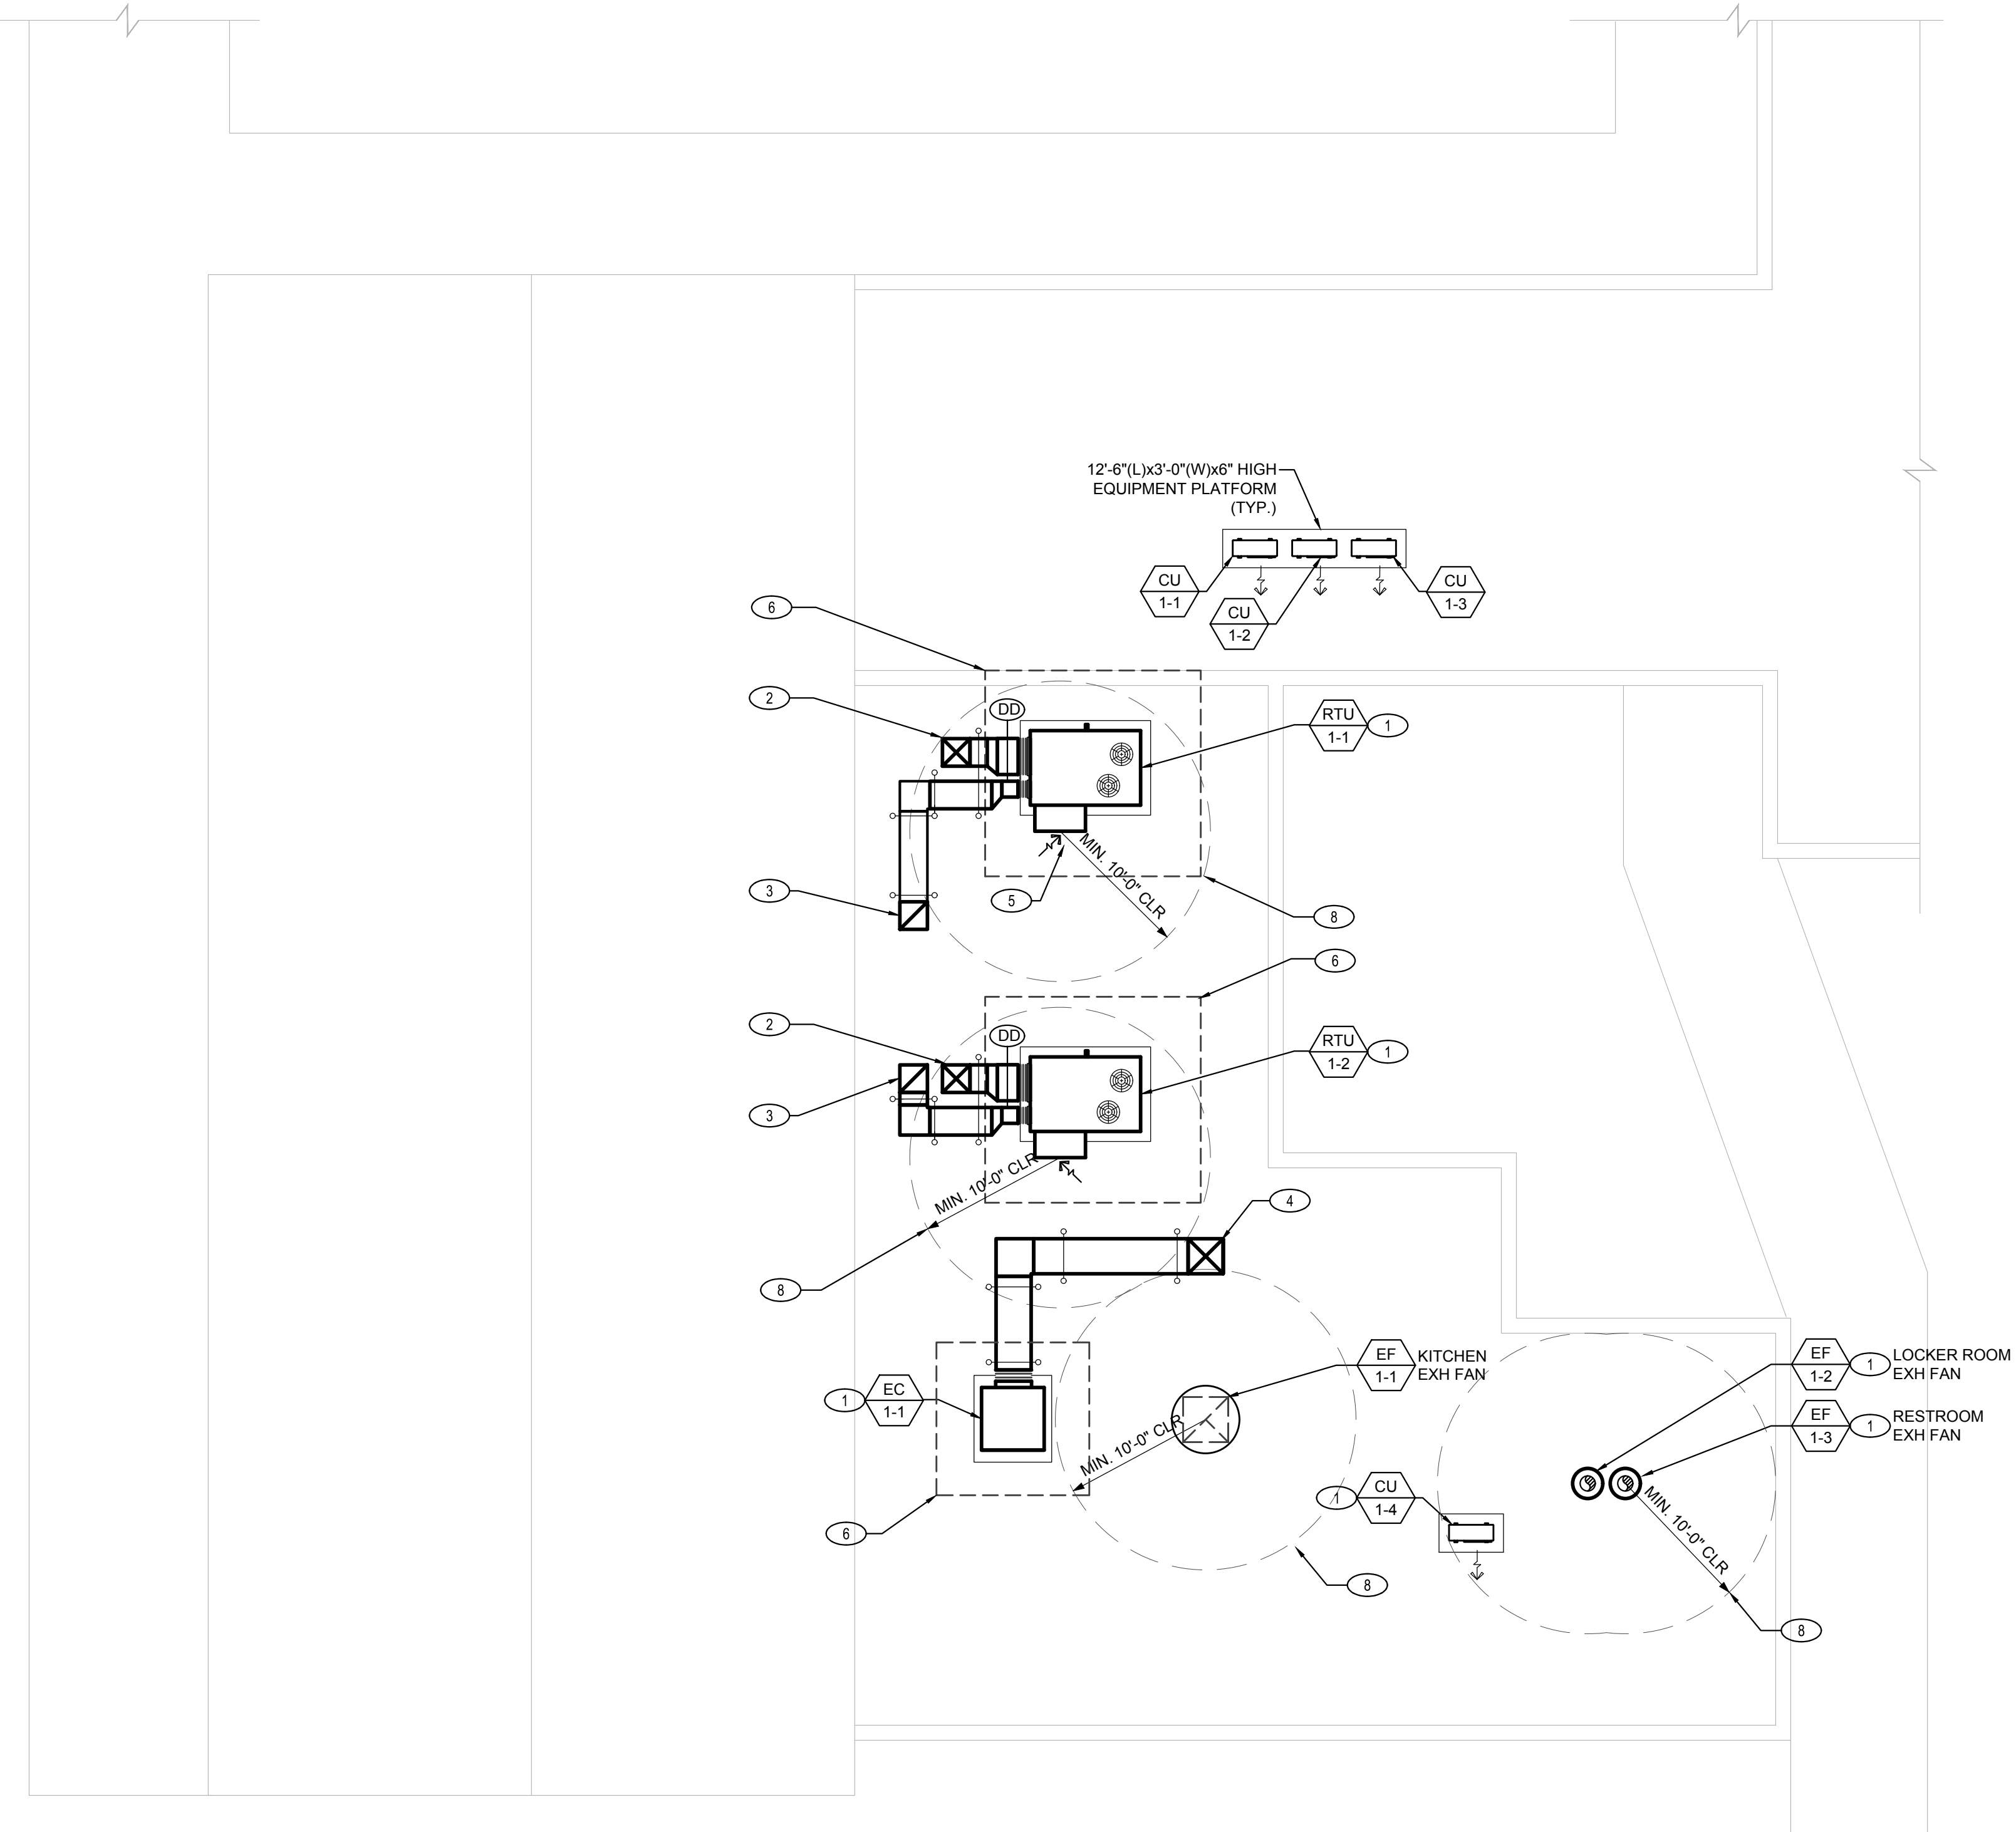 12'-6"(L)x3'-0"(W)x6" HIGH
EQUIPMENT PLATFORM
(TYP.)
CU
1-1
CU
1-2
CU
1-3
6
2
DD
RTU
1-1
1
MIN. 10'-0" CLR
3
5
8
6
2
DD
RTU
1-2
1
3
MIN. 10'-0" CLR
4
8
EF
1-1
KITCHEN
EXH FAN
EF
1-2
1
LOCKER ROOM
EXH FAN
1
EC
1-1
EF
1-3
1
RESTROOM
EXH FAN
MIN. 10'-0" CLR
1
CU
1-4
MIN. 10'-0" CLR
6
8
8